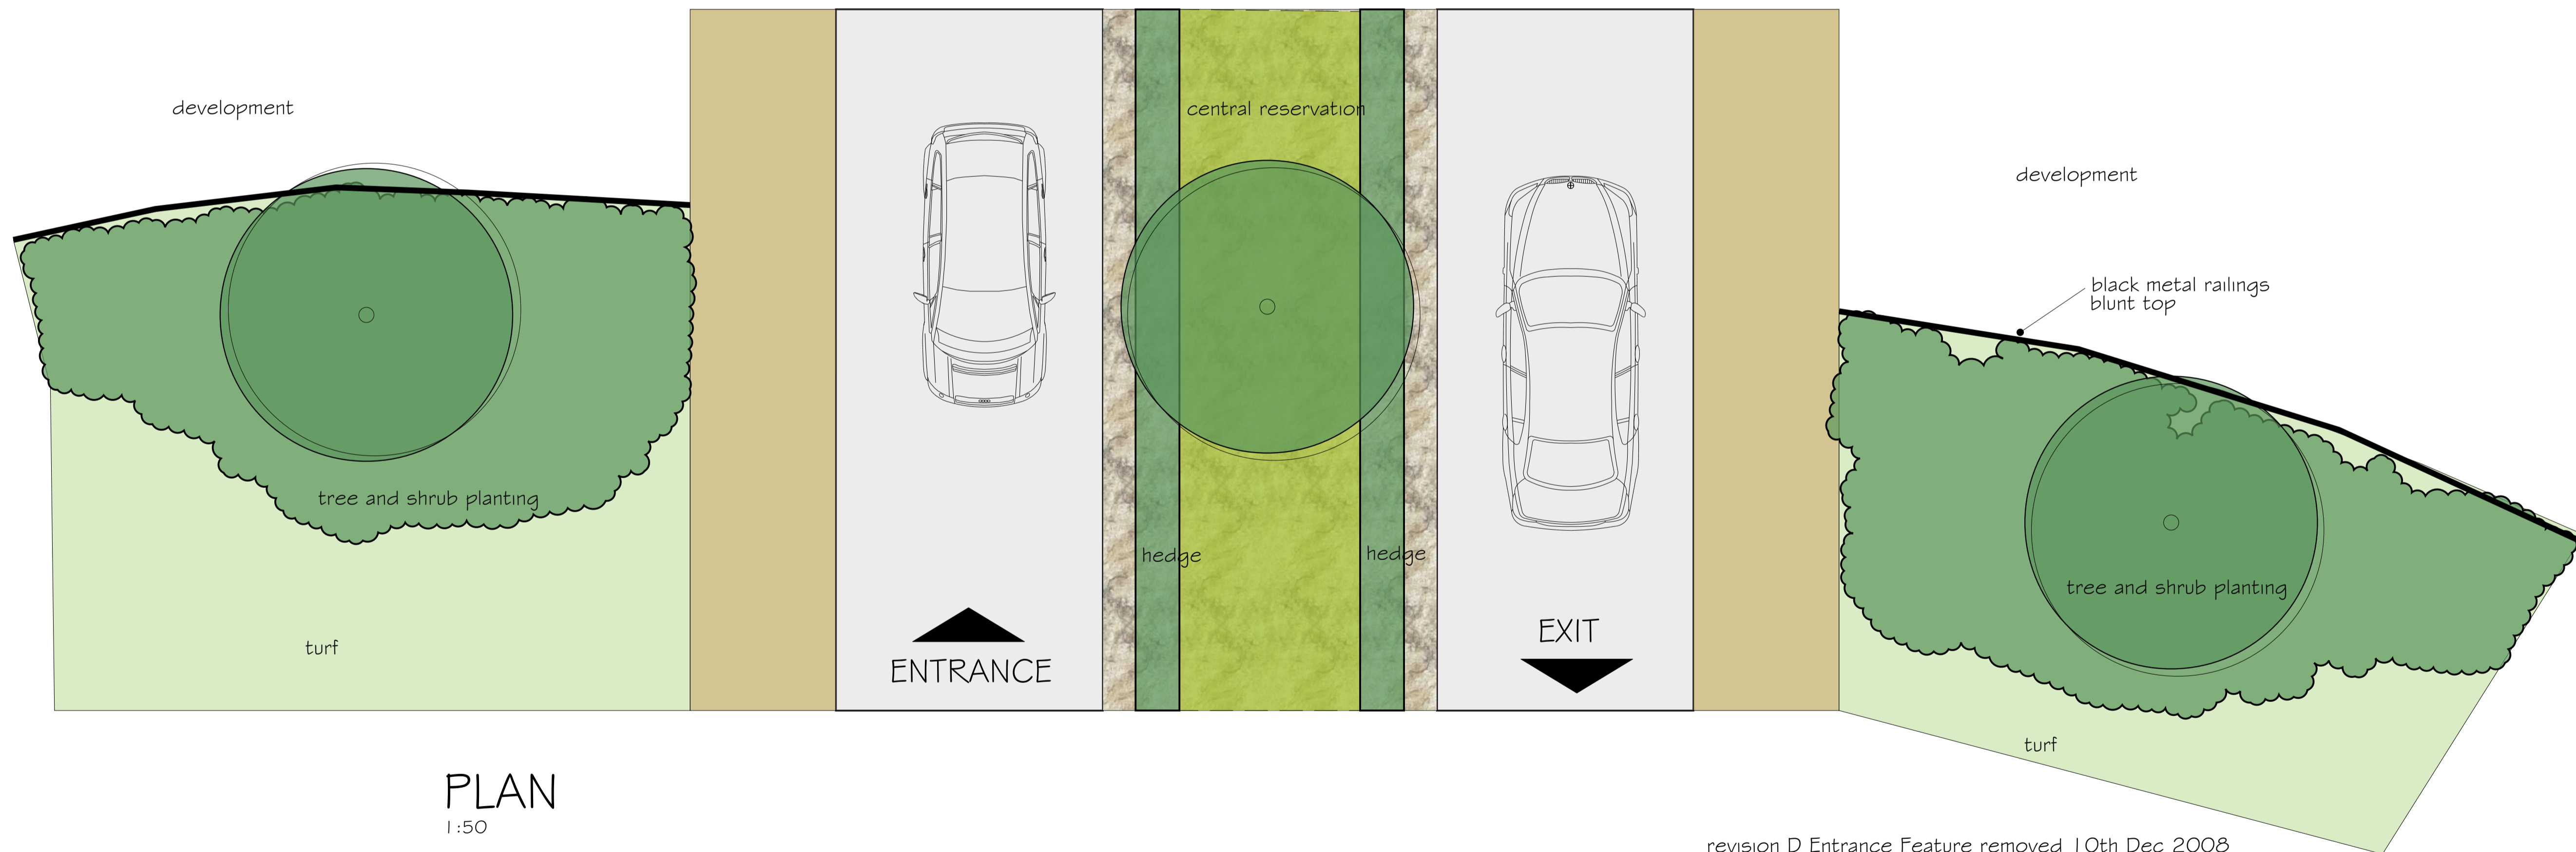 development
central reservation
development
black metal railings
blunt top
tree and shrub planting
hedge
hedge
tree and shrub planting
EXIT
turf
ENTRANCE
turf
PLAN
1:50
revision D Entrance Feature removed 10th Dec 2008